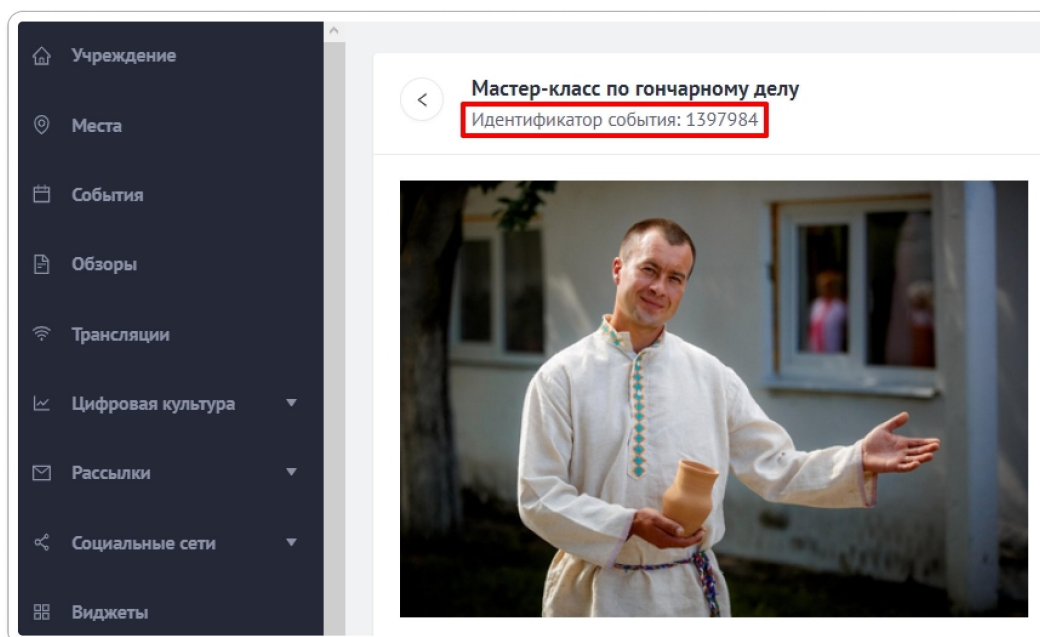 Учреждение
Места
События
Обзоры
Трансляции
Цифровая культура
Рассылки
Социальные сети
Виджеты
Мастер-класс по гончарному делу
Идентификатор события: 1397984